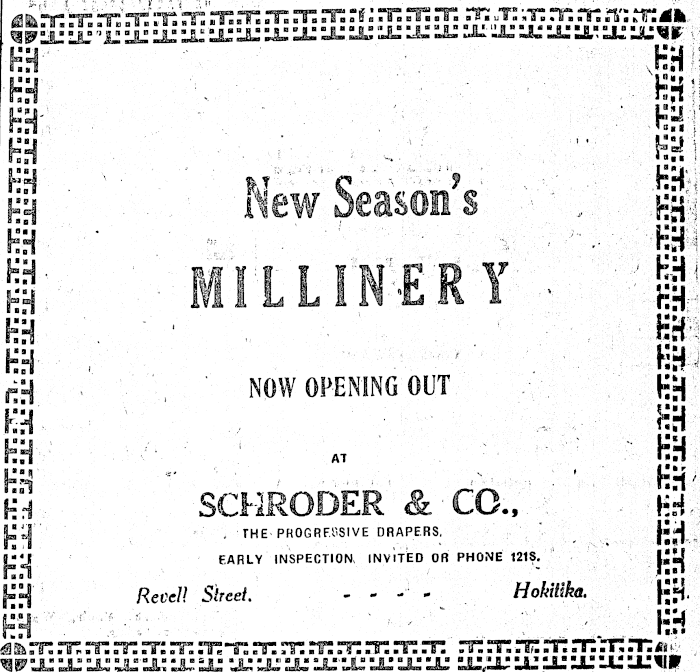 New Season's
MILLINERY
NOW OPENING OUT
AT
SCHRODER & CO.,
THE PROGRESSIVE DRAPERS.
EARLY INSPECTION INVITED OR PHONE 121S.
Revell Street. - - - - Hokitika.